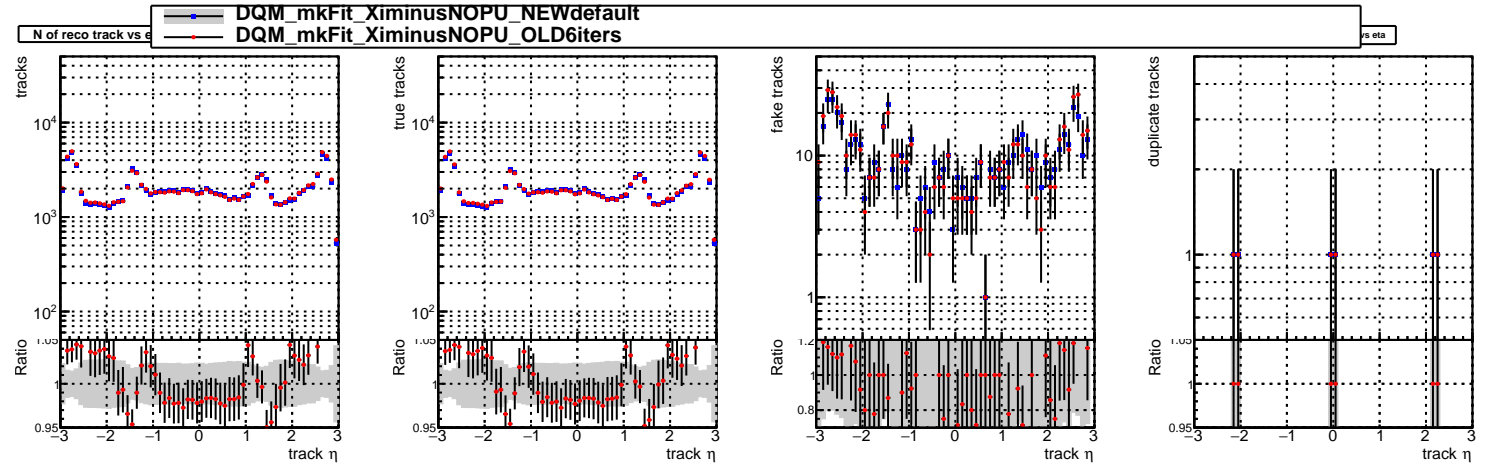 DQM_mkFit_XiminusNOPU_NEWdefault
DQM_mkFit_XiminusNOPU_OLD6iters
N of reco track vs e
vs eta
tracks
10⁴
10³
10²
Ratio
1.05
1
0.95
−3 −2 −1 0 1 2 3
track η
true tracks
10⁴
10³
10²
Ratio
1.05
1
0.95
−3 −2 −1 0 1 2 3
track η
fake tracks
10
1
Ratio
1.2
1
0.8
−3 −2 −1 0 1 2 3
track η
duplicate tracks
1
Ratio
1.05
1
0.95
−3 −2 −1 0 1 2 3
track η